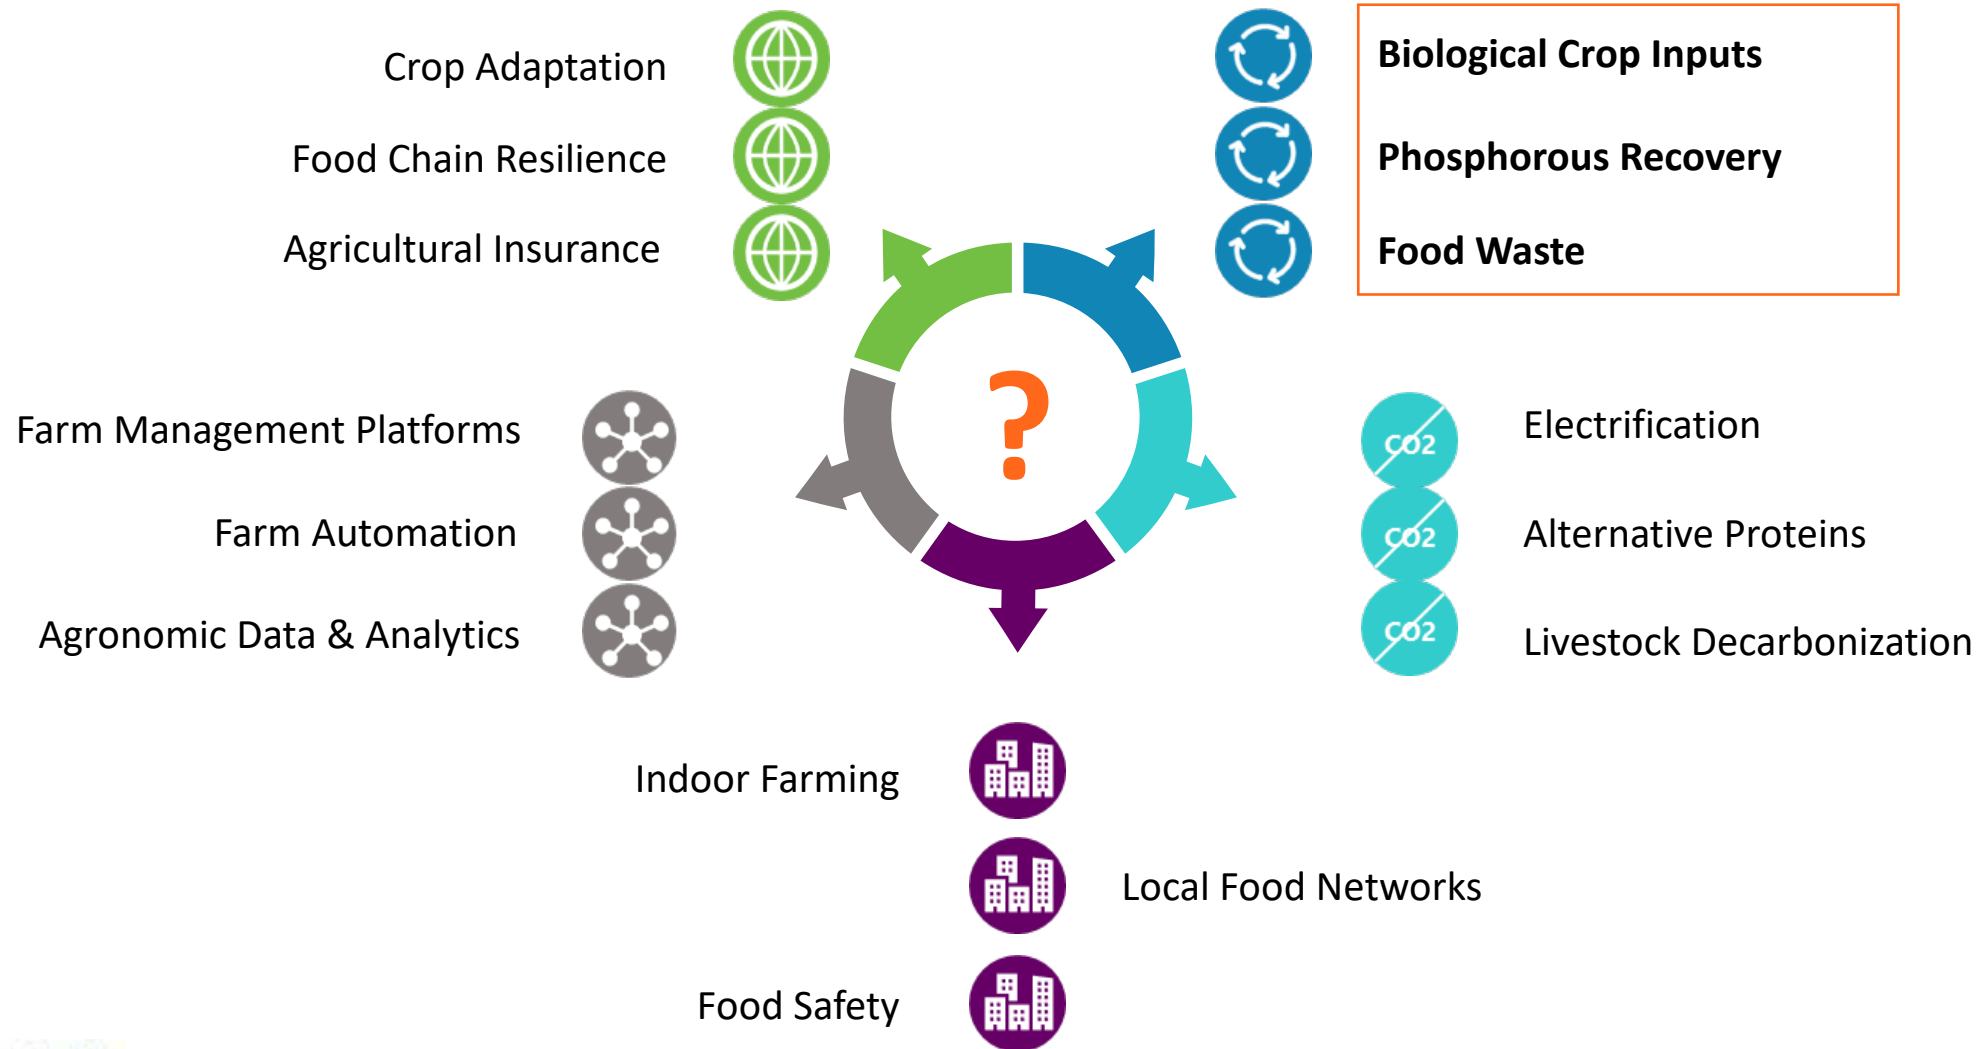 Crop Adaptation
Food Chain Resilience
Agricultural Insurance
Biological Crop Inputs
Phosphorous Recovery
Food Waste
?
Farm Management Platforms
Farm Automation
Agronomic Data & Analytics
CO2
CO2
CO2
Electrification
Alternative Proteins
Livestock Decarbonization
Indoor Farming
Local Food Networks
Food Safety